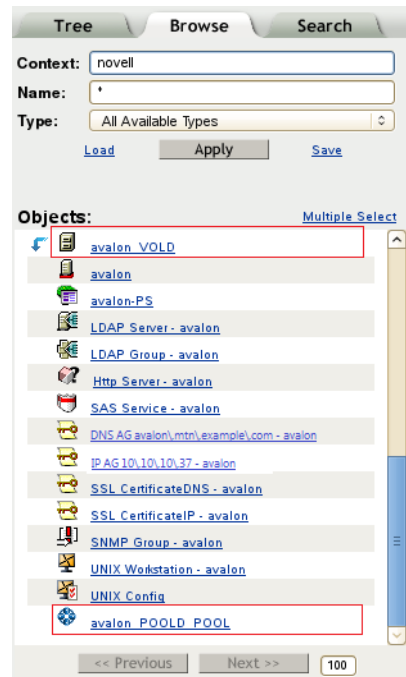 Tree Browse Search
Context: novell
Name: *
Type: All Available Types
Load Apply Save
Objects: Multiple Select
avalon_VOLD
avalon
avalon-PS
LDAP Server - avalon
LDAP Group - avalon
Http Server - avalon
SAS Service - avalon
DNS AG avalon\.mtn\.example\.com - avalon
IP AG 10\.10\.10\.37 - avalon
SSL CertificateDNS - avalon
SSL CertificateIP - avalon
SNMP Group - avalon
UNIX Workstation - avalon
UNIX Config
avalon_POOLD_POOL
<< Previous Next >> 100